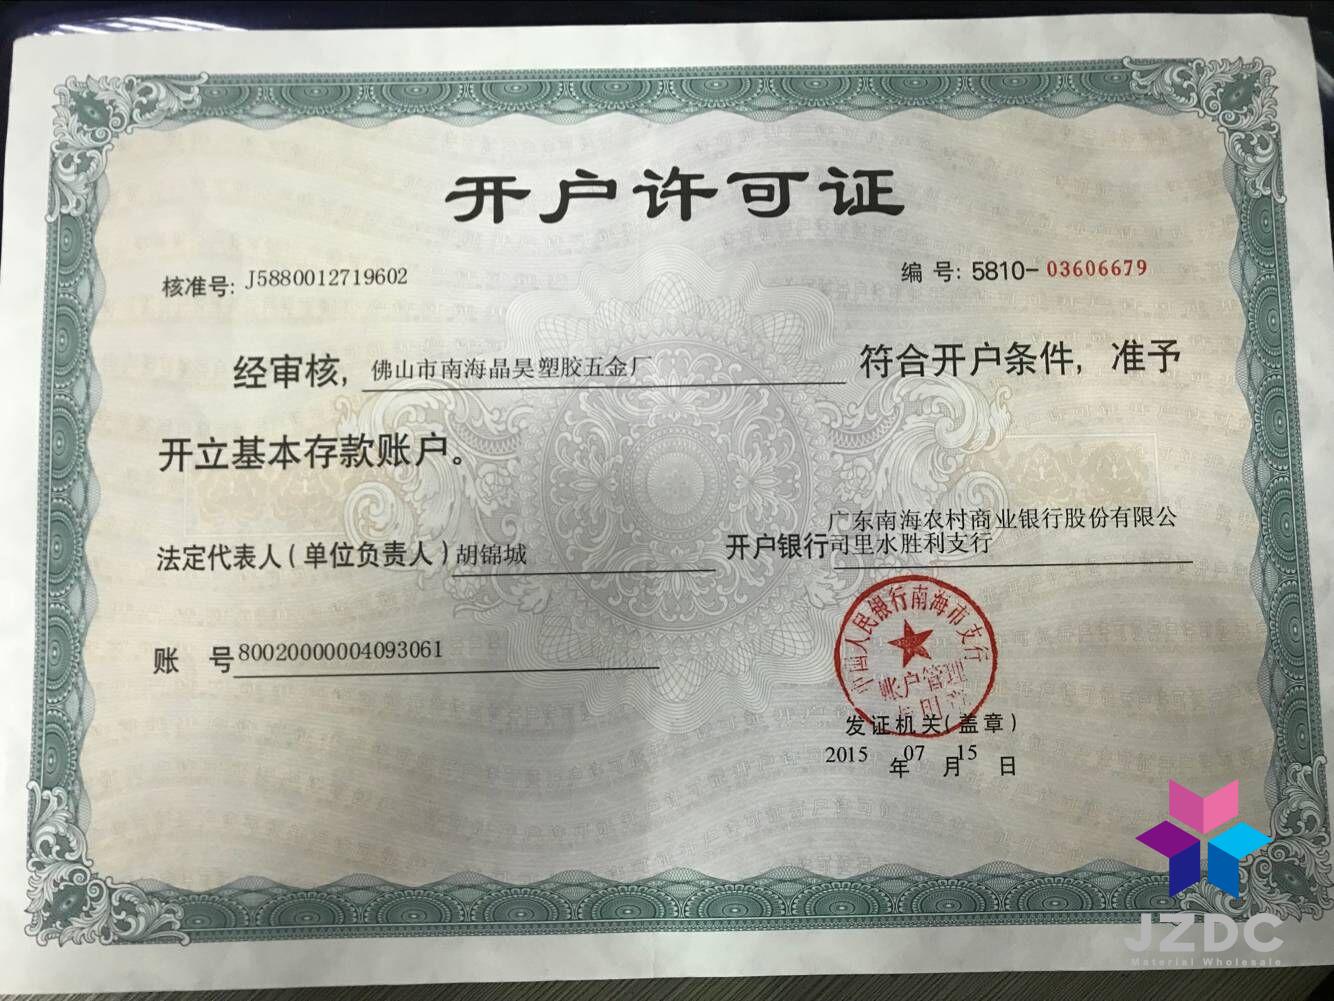 开户许可证
核准号: J5880012719602
编 号: 5810-03606679
经审核, 佛山市南海晶昊塑胶五金厂 符合开户条件, 准予
开立基本存款账户。
法定代表人(单位负责人) 胡锦城
开户银行 广东南海农村商业银行股份有限公
司里水胜利支行
账 号 80020000004093061
中国人民银行南海市支行
账户管理
专用章
发证机关(盖章)
2015 年 07 月 15 日
JZDC
Material Wholesale